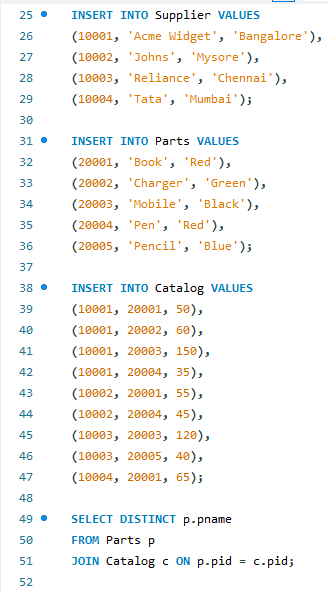 25 INSERT INTO Supplier VALUES
26 (10001, 'Acme Widget', 'Bangalore'),
27 (10002, 'Johns', 'Mysore'),
28 (10003, 'Reliance', 'Chennai'),
29 (10004, 'Tata', 'Mumbai');
30
31 INSERT INTO Parts VALUES
32 (20001, 'Book', 'Red'),
33 (20002, 'Charger', 'Green'),
34 (20003, 'Mobile', 'Black'),
35 (20004, 'Pen', 'Red'),
36 (20005, 'Pencil', 'Blue');
37
38 INSERT INTO Catalog VALUES
39 (10001, 20001, 50),
40 (10001, 20002, 60),
41 (10001, 20003, 150),
42 (10001, 20004, 35),
43 (10002, 20001, 55),
44 (10002, 20004, 45),
45 (10003, 20003, 120),
46 (10003, 20005, 40),
47 (10004, 20001, 65);
48
49 SELECT DISTINCT p.pname
50 FROM Parts p
51 JOIN Catalog c ON p.pid = c.pid;
52